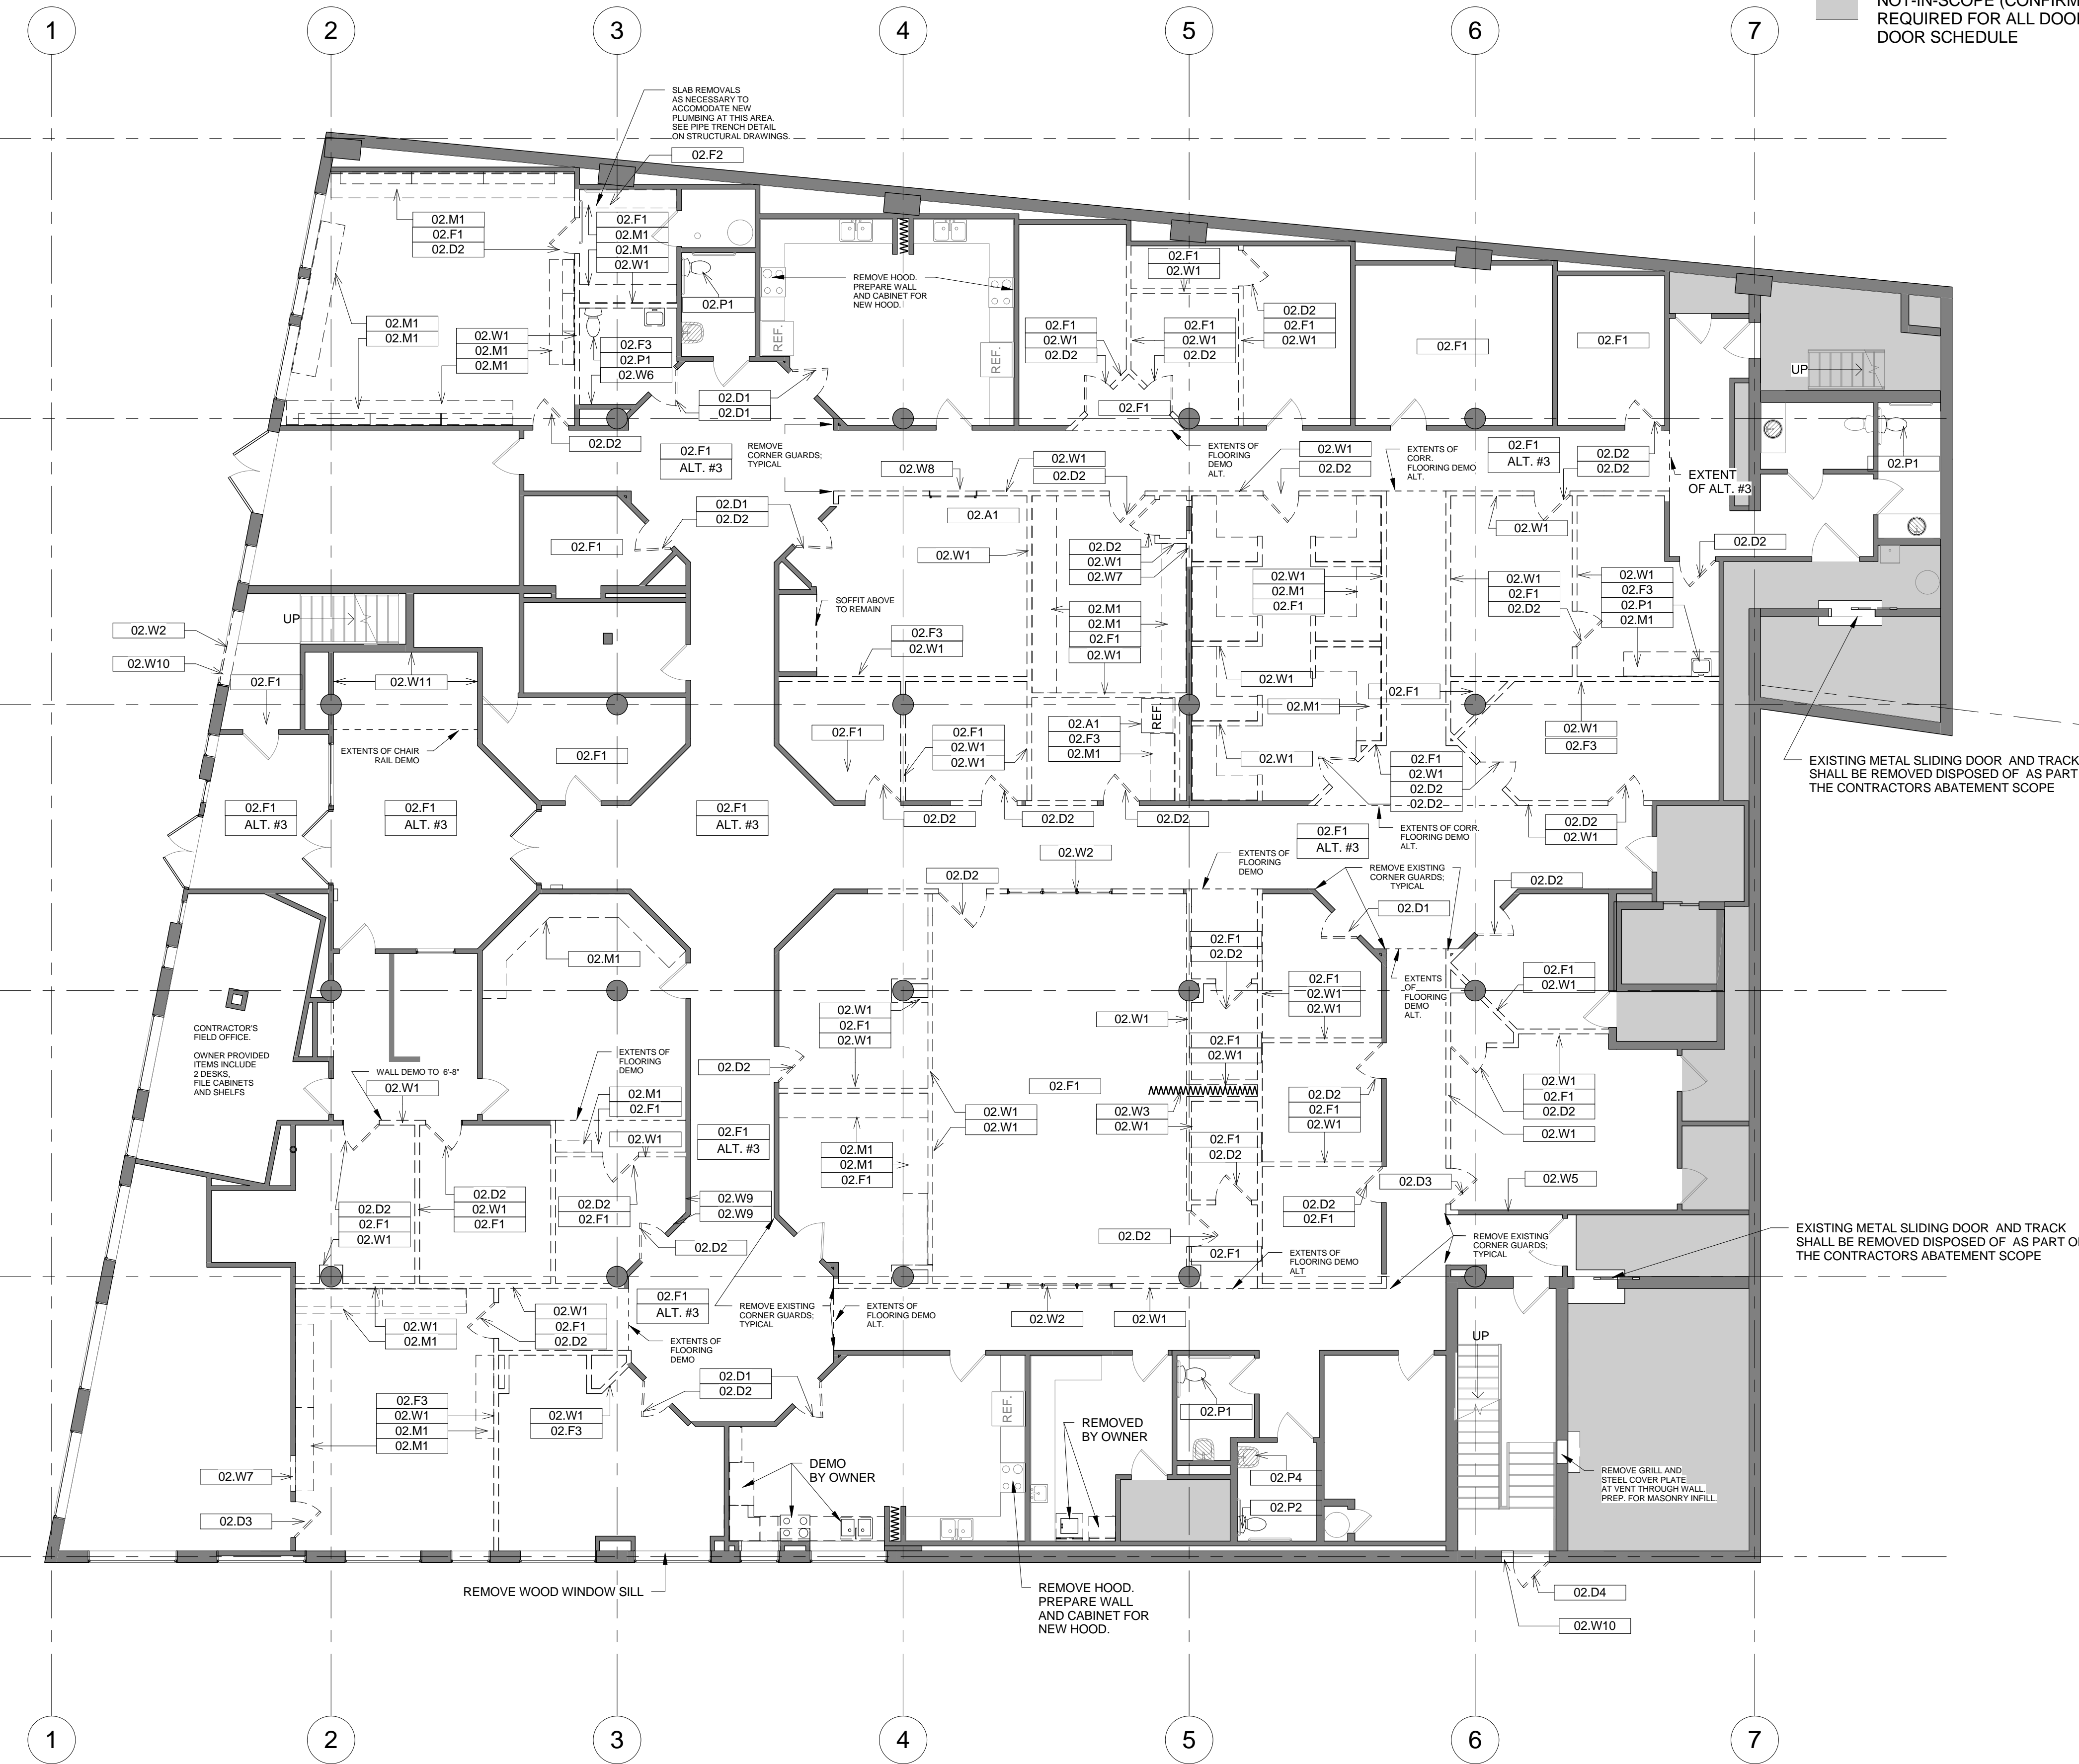 NOT-IN-SCOPE (CONFIRM
REQUIRED FOR ALL DOOR
DOOR SCHEDULE
1
2
3
4
5
6
7
SLAB REMOVALS
AS NECESSARY TO
ACCOMODATE NEW
PLUMBING AT THIS AREA.
SEE PIPE TRENCH DETAIL
ON STRUCTURAL DRAWINGS.
02.F2
02.M1
02.F1
02.D2
02.F1
02.M1
02.M1
02.W1
02.P1
REF.
REMOVE HOOD.
PREPARE WALL
AND CABINET FOR
NEW HOOD.
REF.
02.F1
02.W1
02.D2
02.F1
02.W1
02.F1
02.W1
02.D2
02.F1
02.W1
02.D2
02.F1
02.F1
02.F1
02.M1
02.M1
02.W1
02.M1
02.M1
02.F3
02.P1
02.W6
02.D1
02.D1
UP
02.P1
02.D2
02.F1
ALT. #3
REMOVE
CORNER GUARDS;
TYPICAL
02.W8
02.W1
02.D2
EXTENTS OF
FLOORING
DEMO
ALT.
02.W1
02.D2
EXTENTS OF
CORR.
FLOORING DEMO
ALT.
02.F1
ALT. #3
02.D2
02.D2
EXTENT
OF ALT. #3
02.D1
02.D2
02.F1
02.A1
02.W1
02.D2
02.W1
02.W7
02.W1
02.D2
02.W1
02.M1
02.F1
02.W1
02.F1
02.D2
02.W1
02.F3
02.P1
02.M1
SOFFIT ABOVE
TO REMAIN
02.M1
02.M1
02.F1
02.W1
02.F3
02.W1
UP
02.W2
02.W10
02.F1
02.W11
02.W1
02.F1
02.M1
EXTENTS OF CHAIR
RAIL DEMO
02.F1
02.F1
02.F1
02.W1
02.W1
02.A1
02.F3
02.M1
REF.
02.W1
02.F1
02.W1
02.D2
02.D2
02.W1
02.F3
EXISTING METAL SLIDING DOOR AND TRACK
SHALL BE REMOVED DISPOSED OF AS PART
THE CONTRACTORS ABATEMENT SCOPE
02.F1
ALT. #3
02.F1
ALT. #3
02.F1
ALT. #3
02.D2
02.D2
02.D2
02.F1
ALT. #3
EXTENTS OF CORR.
FLOORING DEMO
ALT.
02.D2
02.W1
02.D2
02.W2
EXTENTS OF
FLOORING
DEMO
REMOVE EXISTING
CORNER GUARDS;
TYPICAL
02.D1
02.D2
02.M1
02.F1
02.D2
EXTENTS
OF
FLOORING
DEMO
ALT.
02.F1
02.W1
02.F1
02.W1
02.W1
02.W1
02.F1
02.W1
02.W1
02.F1
02.W1
CONTRACTOR'S
FIELD OFFICE.
OWNER PROVIDED
ITEMS INCLUDE
2 DESKS,
FILE CABINETS
AND SHELFS
WALL DEMO TO 6'-8"
02.W1
EXTENTS OF
FLOORING
DEMO
02.M1
02.F1
02.W1
02.D2
02.F1
02.W1
02.W1
02.W3
02.W1
02.D2
02.F1
02.W1
02.W1
02.F1
02.D2
02.W1
02.F1
ALT. #3
02.M1
02.M1
02.F1
02.F1
02.D2
02.D3
02.W5
02.D2
02.F1
02.W1
02.D2
02.W1
02.F1
02.D2
02.F1
02.W9
02.W9
02.D2
02.D2
02.F1
02.D2
02.F1
EXTENTS OF
FLOORING DEMO
ALT
REMOVE EXISTING
CORNER GUARDS;
TYPICAL
EXISTING METAL SLIDING DOOR AND TRACK
SHALL BE REMOVED DISPOSED OF AS PART O
THE CONTRACTORS ABATEMENT SCOPE
02.W1
02.M1
02.W1
02.F1
02.D2
02.F1
ALT. #3
REMOVE EXISTING
CORNER GUARDS;
TYPICAL
EXTENTS OF
FLOORING DEMO
ALT.
02.W2
02.W1
EXTENTS OF
FLOORING
DEMO
UP
02.D1
02.D2
02.F3
02.W1
02.M1
02.M1
02.W1
02.F3
REF.
REMOVED
BY OWNER
02.P1
DEMO
BY OWNER
02.P4
02.P2
02.W7
02.D3
REMOVE GRILL AND
STEEL COVER PLATE
AT VENT THROUGH WALL.
PREP. FOR MASONRY INFILL.
REMOVE WOOD WINDOW SILL
REMOVE HOOD.
PREPARE WALL
AND CABINET FOR
NEW HOOD.
02.D4
02.W10
1
2
3
4
5
6
7